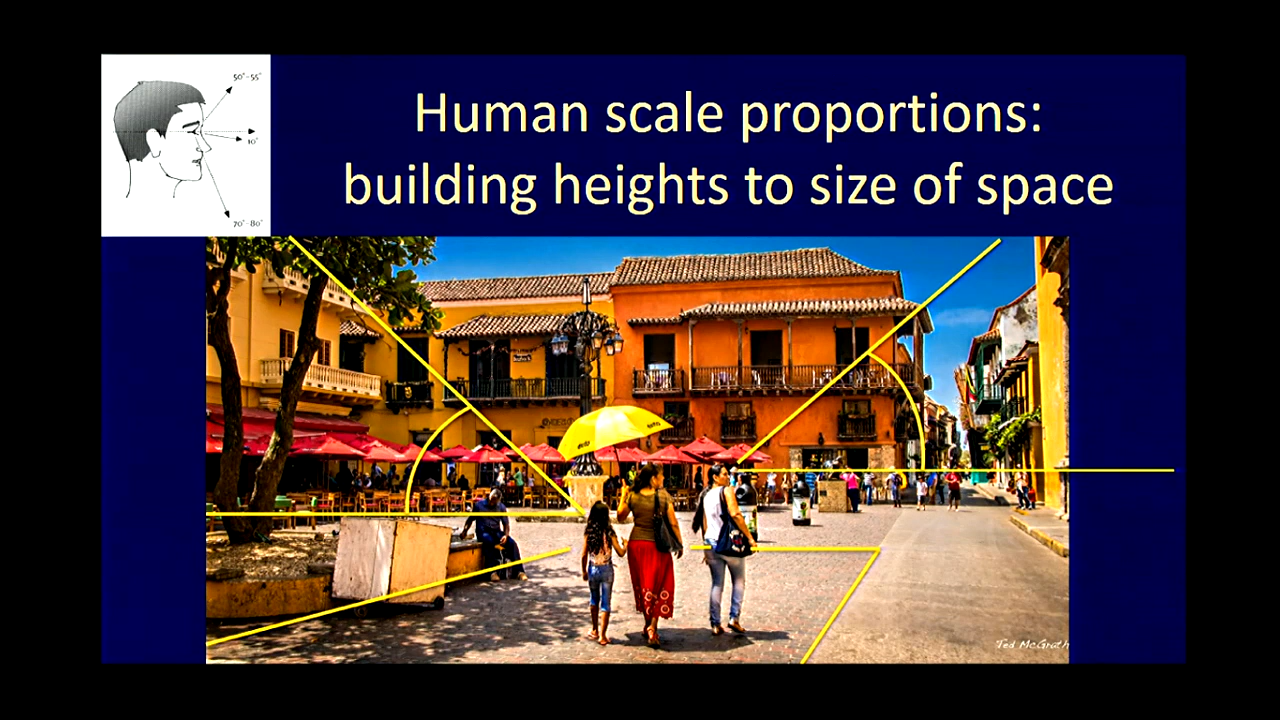 50°-55°
10°
70°-80°
Human scale proportions:
building heights to size of space
Ted McGrath